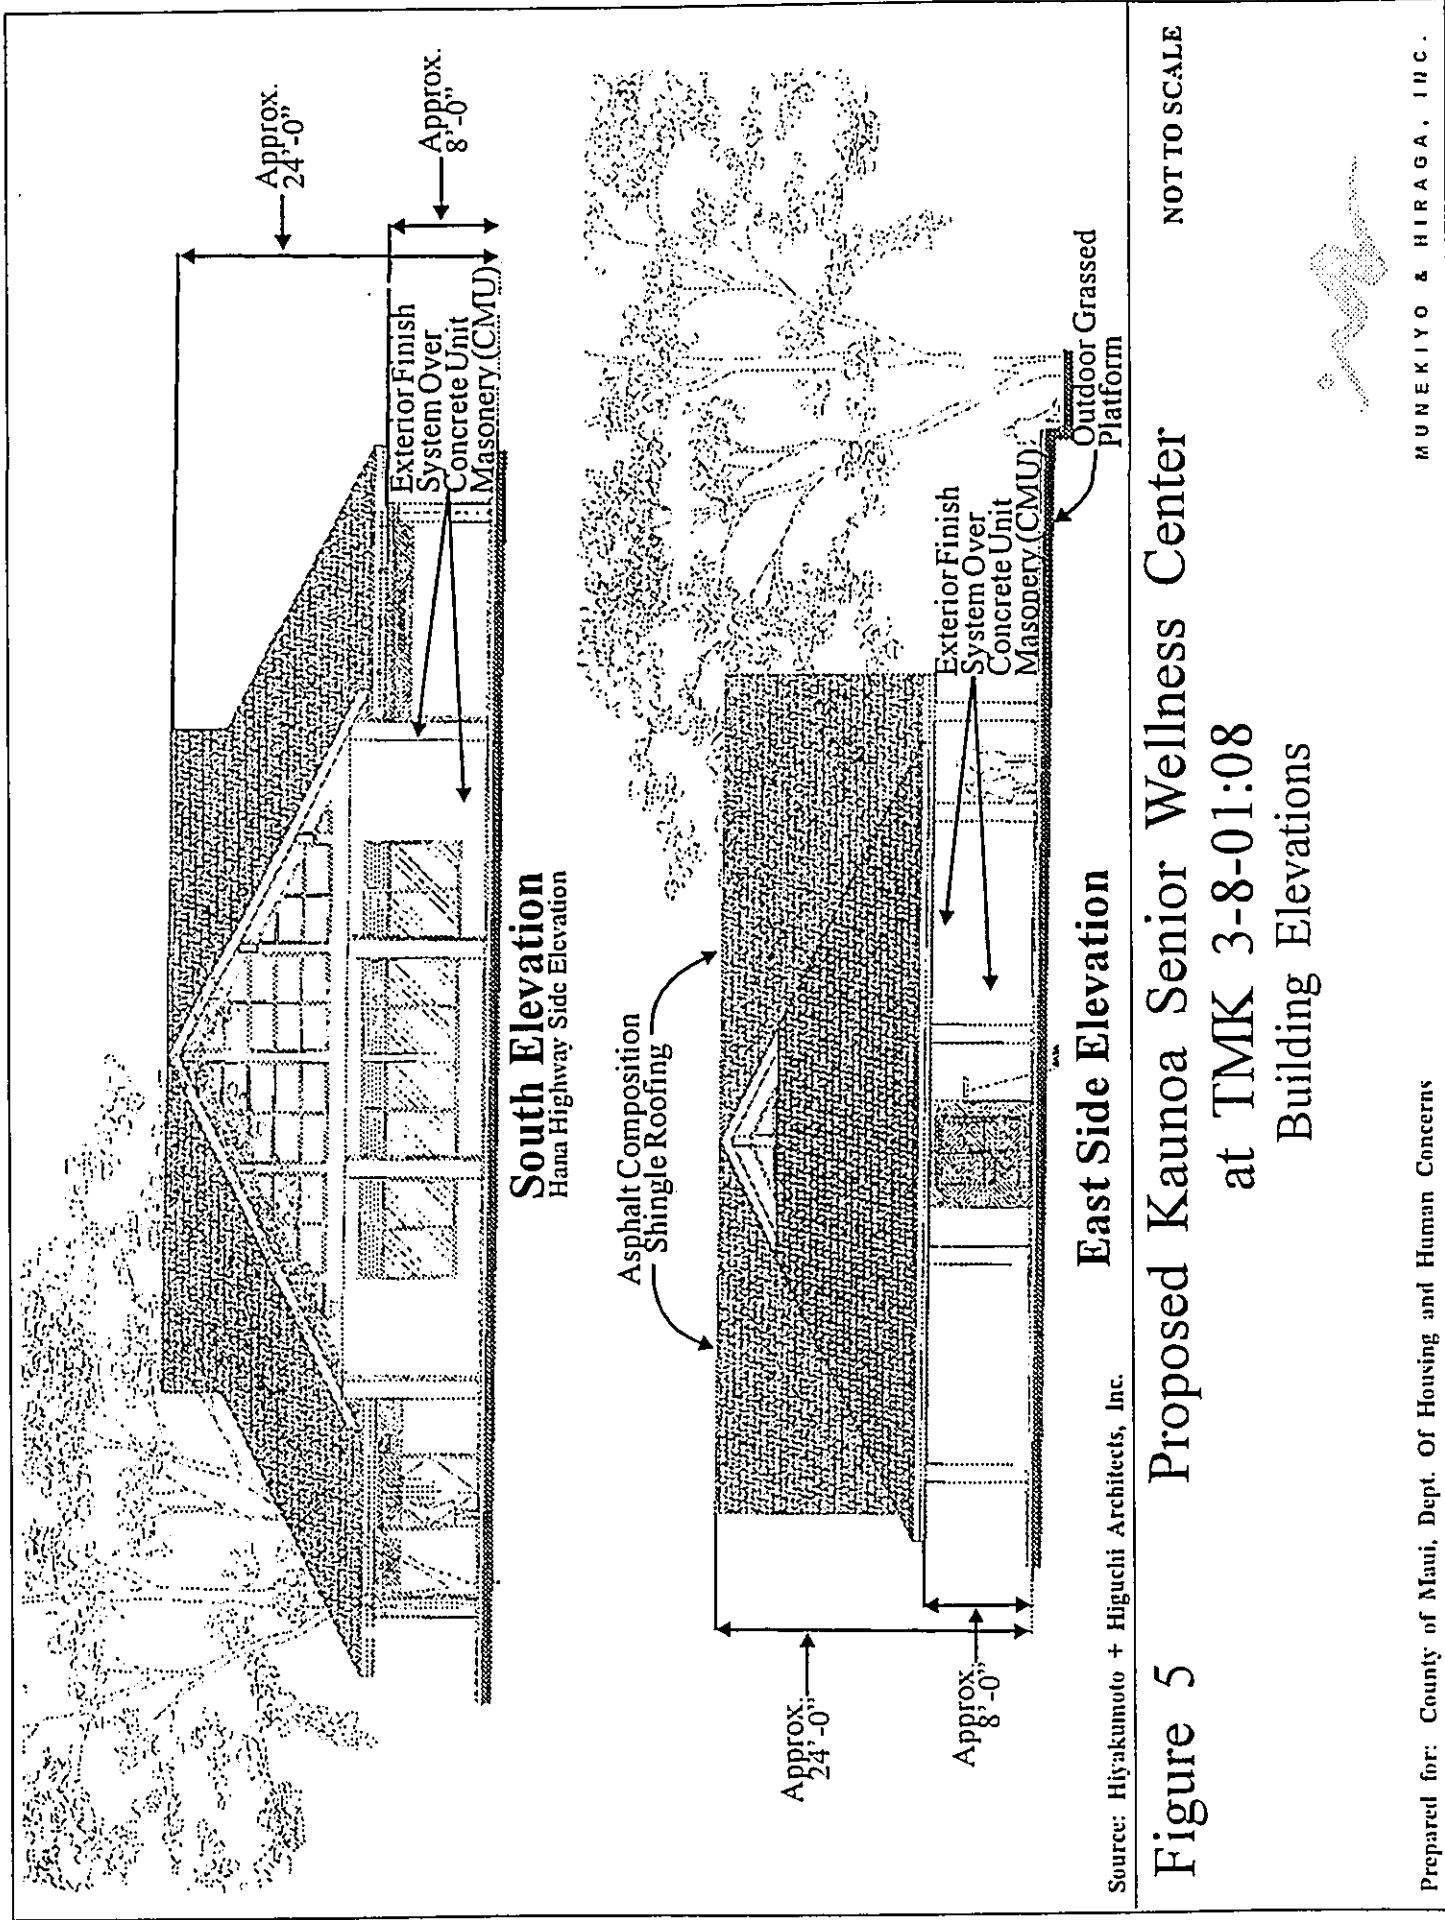 Approx.
24'-0"
Approx.
8'-0"
Exterior Finish
System Over
Concrete Unit
Masonery (CMU)
South Elevation
Hana Highway Side Elevation
Asphalt Composition
Shingle Roofing
Approx.
24'-0"
Approx.
8'-0"
Exterior Finish
System Over
Concrete Unit
Masonery (CMU)
Outdoor Grassed
Platform
East Side Elevation
Source: Hiyakumoto + Higuchi Architects, Inc.
Figure 5
Proposed Kaunoa Senior Wellness Center
at TMK 3-8-01:08
Building Elevations
NOT TO SCALE
Prepared for: County of Maui, Dept. Of Housing and Human Concerns
MUNEKIYO & HIRAGA, INC.